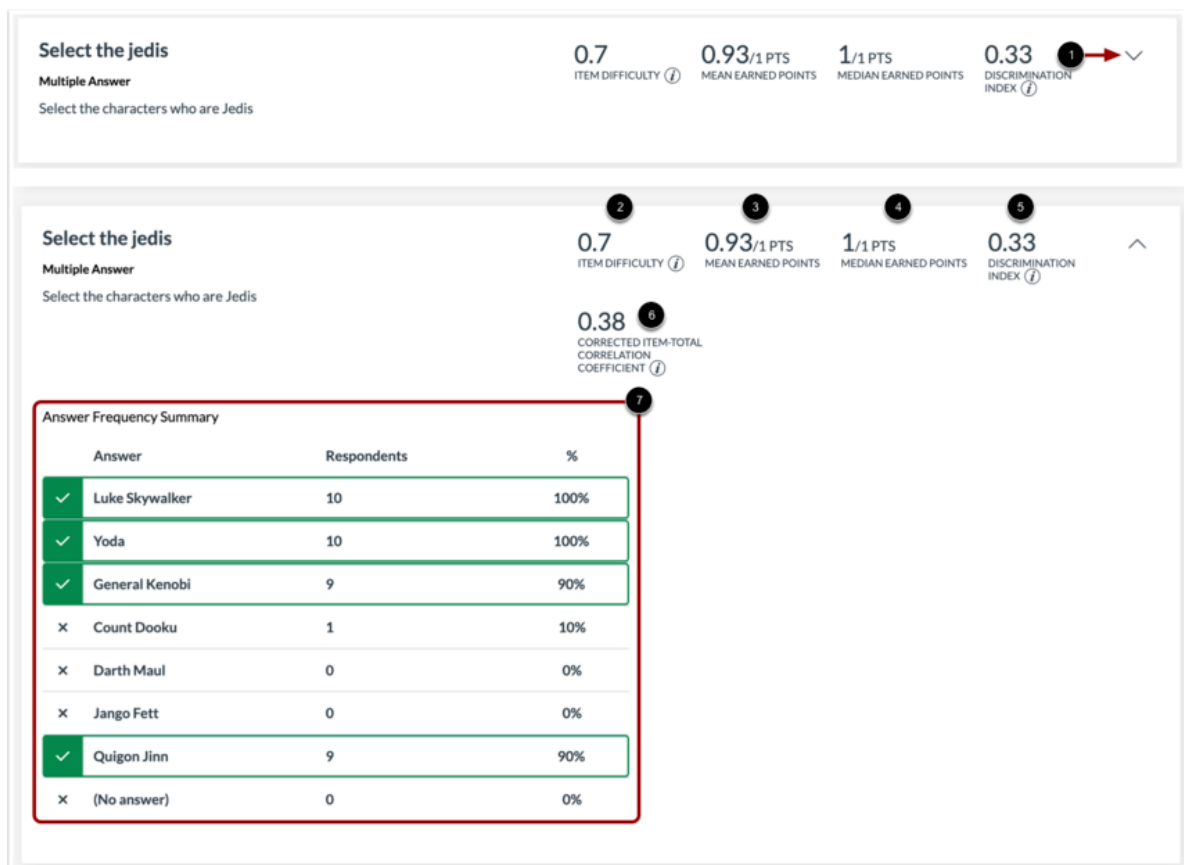 Select the jedis
Multiple Answer
Select the characters who are Jedis
0.7
ITEM DIFFICULTY i
0.93/1 PTS
MEAN EARNED POINTS
1/1 PTS
MEDIAN EARNED POINTS
0.33
DISCRIMINATION
INDEX i
1
2
3
4
5
Select the jedis
Multiple Answer
Select the characters who are Jedis
0.7
ITEM DIFFICULTY i
0.93/1 PTS
MEAN EARNED POINTS
1/1 PTS
MEDIAN EARNED POINTS
0.33
DISCRIMINATION
INDEX i
0.38
6
CORRECTED ITEM-TOTAL
CORRELATION
COEFFICIENT i
7
Answer Frequency Summary
Answer Respondents %
Luke Skywalker 10 100%
Yoda 10 100%
General Kenobi 9 90%
Count Dooku 1 10%
Darth Maul 0 0%
Jango Fett 0 0%
Quigon Jinn 9 90%
(No answer) 0 0%